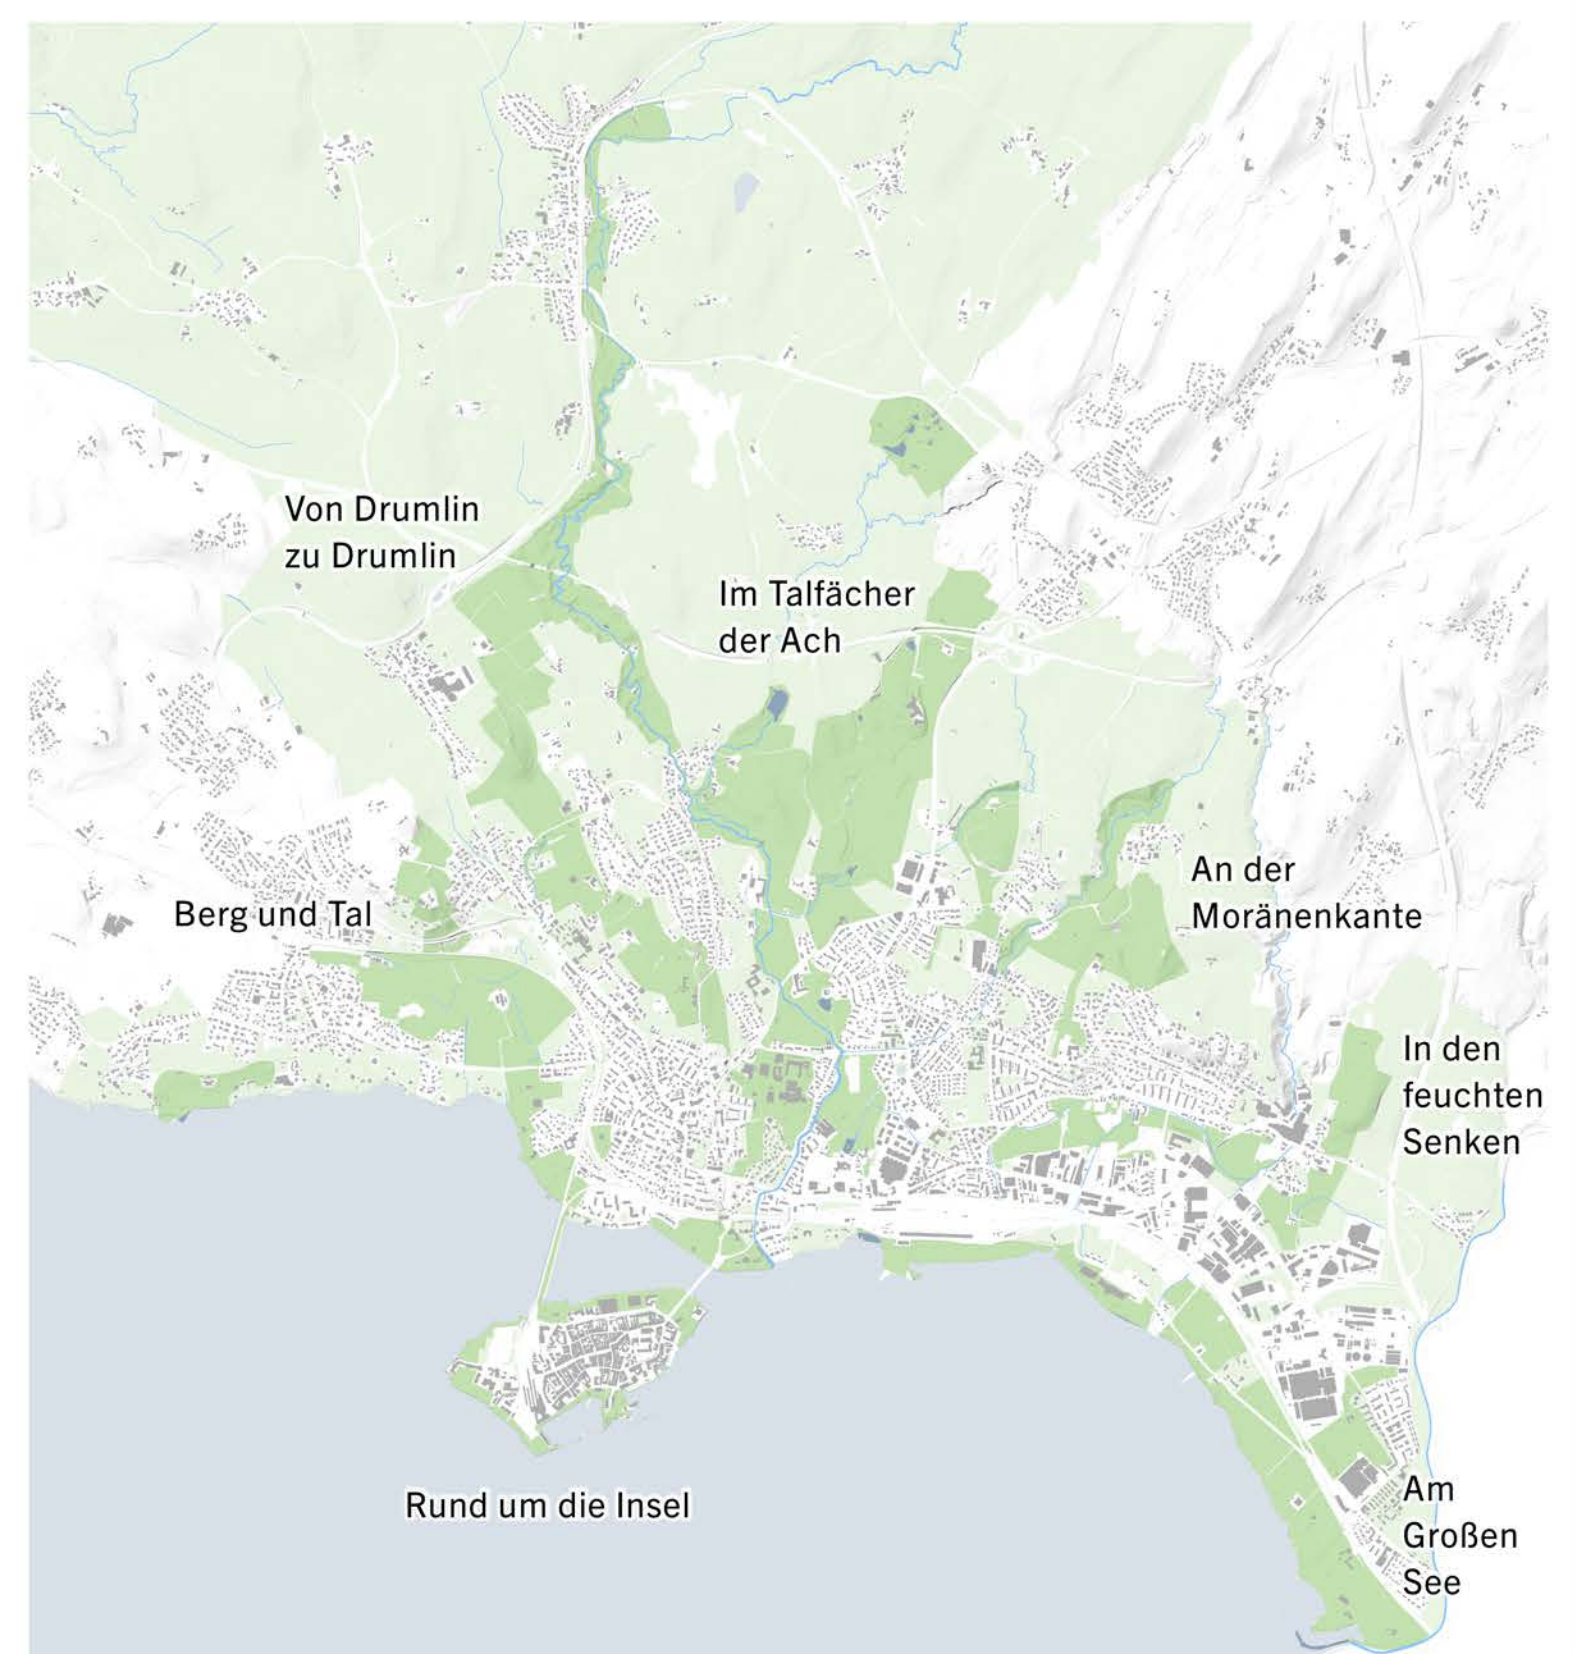 Von Drumlin
zu Drumlin
Im Talfächer
der Ach
An der
Moränenkante
Berg und Tal
In den
feuchten
Senken
Rund um die Insel
Am
Großen
See